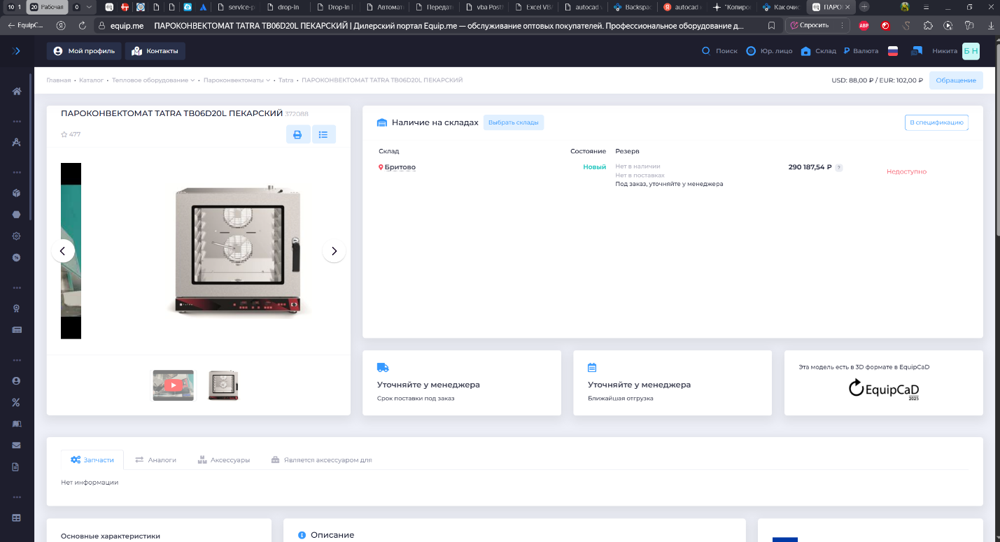 10 1 20 Рабочая 0 service-p drop-in Drop-in | Автомат Передат vba Post Excel VBA autocad v Backspac autocad "Копиро Как очис ПАРОК
EquipC... equip.me ПАРОКОНВЕКТОМАТ TATRA TB06D20L ПЕКАРСКИЙ | Дилерский портал Equip.me — обслуживание оптовых покупателей. Профессиональное оборудование д... Спросить ABP
Мой профиль Контакты Поиск Юр. лицо Склад Валюта Никита Б Н
Главная • Каталог • Тепловое оборудование • Пароконвектоматы • Tatra • ПАРОКОНВЕКТОМАТ TATRA TB06D20L ПЕКАРСКИЙ USD: 88,00 ₽ / EUR: 102,00 ₽ Обращение
ПАРОКОНВЕКТОМАТ TATRA TB06D20L ПЕКАРСКИЙ 372088
477
Наличие на складах Выбрать склады В спецификацию
Склад Состояние Резерв
Бритово Новый Нет в наличии 290 187,54 ₽ ? Недоступно
Нет в поставках
Под заказ, уточняйте у менеджера
Уточняйте у менеджера
Срок поставки под заказ
Уточняйте у менеджера
Ближайшая отгрузка
Эта модель есть в 3D формате в EquipCaD
EquipCaD
2025
Запчасти Аналоги Аксессуары Является аксессуаром для
Нет информации
Основные характеристики
Описание